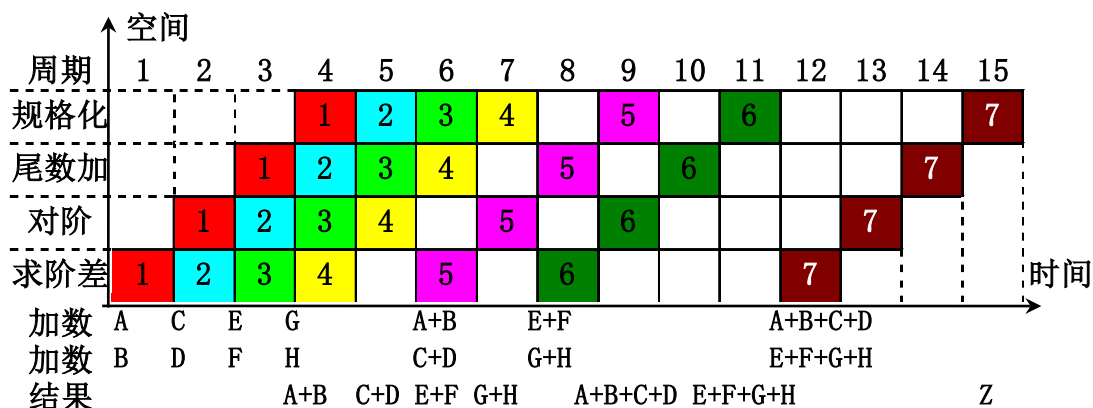 空间
周期 1 2 3 4 5 6 7 8 9 10 11 12 13 14 15
规格化 1 2 3 4 5 6 7
尾数加 1 2 3 4 5 6 7
对阶 1 2 3 4 5 6 7
求阶差 1 2 3 4 5 6 7 时间
加数 A C E G A+B E+F A+B+C+D
加数 B D F H C+D G+H E+F+G+H
结果 A+B C+D E+F G+H A+B+C+D E+F+G+H Z